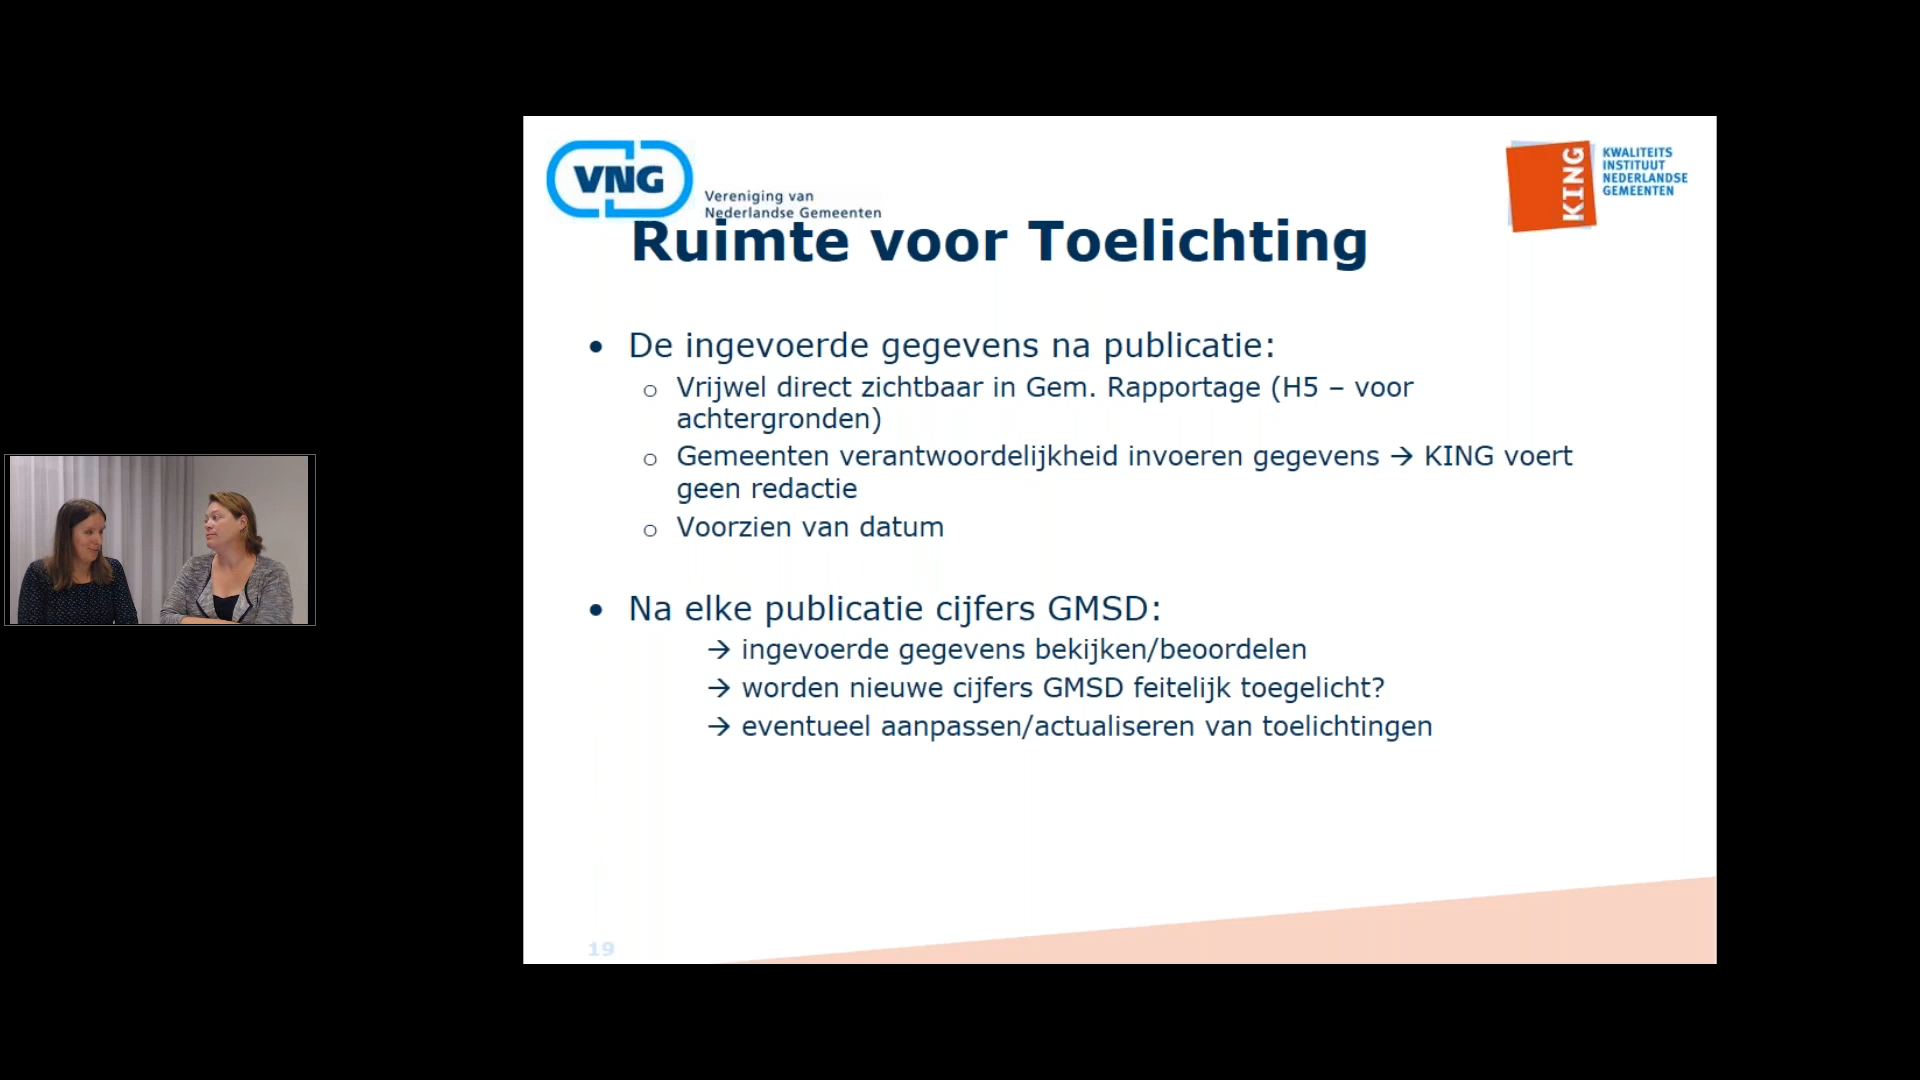 VNG
Vereniging van
Nederlandse Gemeenten
KING
KWALITEITS
INSTITUUT
NEDERLANDSE
GEMEENTEN
Ruimte voor Toelichting
• De ingevoerde gegevens na publicatie:
o Vrijwel direct zichtbaar in Gem. Rapportage (H5 – voor
achtergronden)
o Gemeenten verantwoordelijkheid invoeren gegevens → KING voert
geen redactie
o Voorzien van datum
• Na elke publicatie cijfers GMSD:
→ ingevoerde gegevens bekijken/beoordelen
→ worden nieuwe cijfers GMSD feitelijk toegelicht?
→ eventueel aanpassen/actualiseren van toelichtingen
19